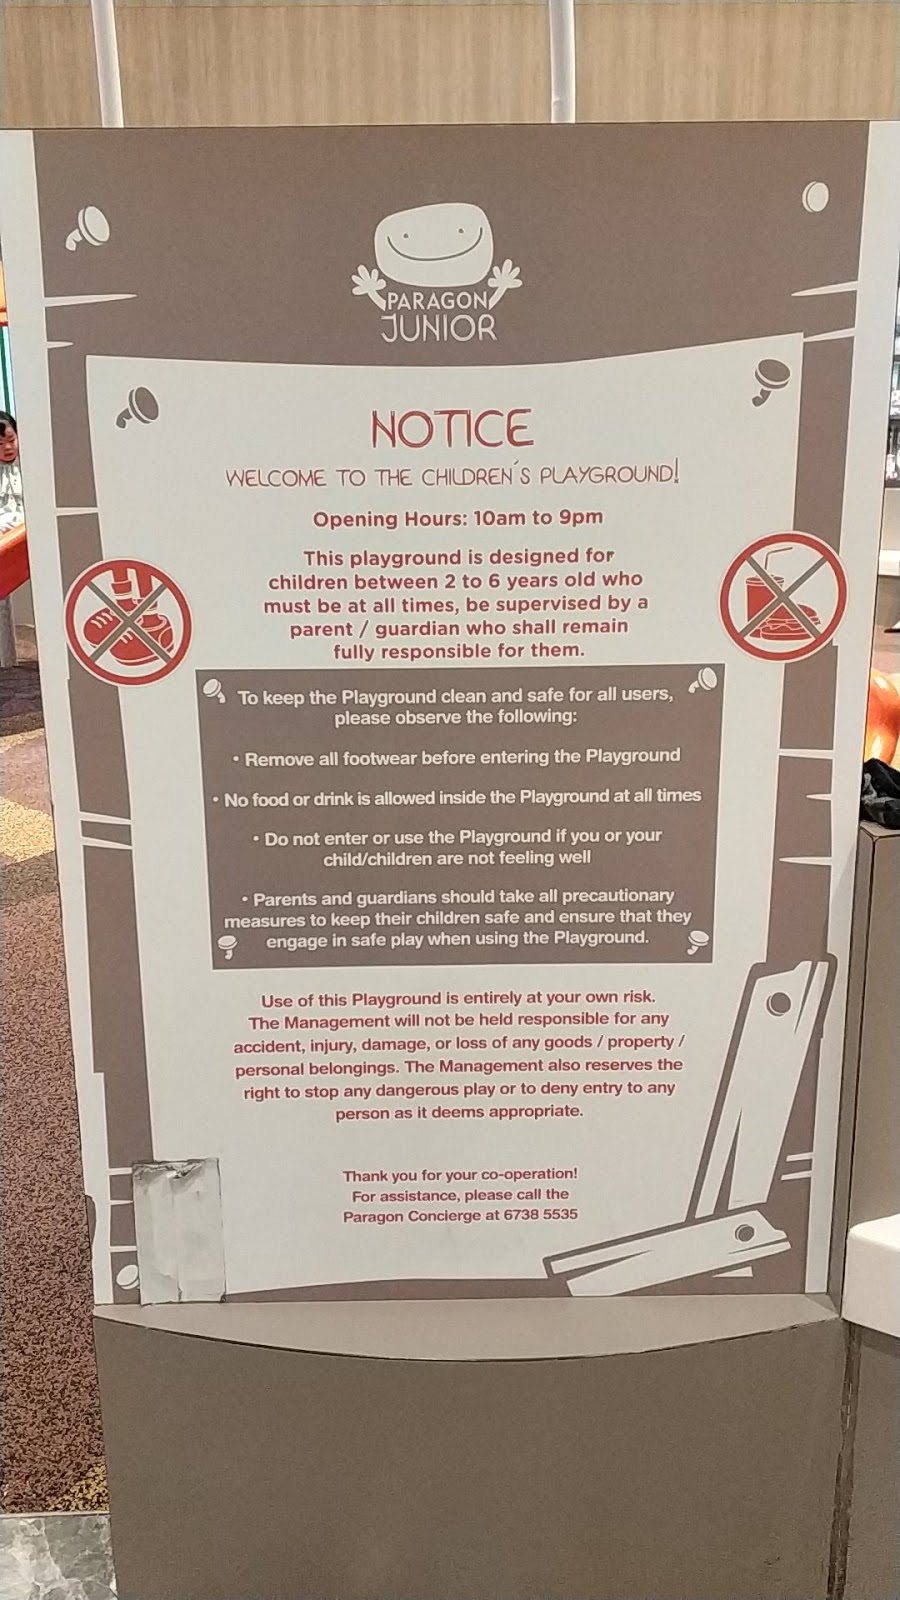 PARAGON
JUNIOR
NOTICE
WELCOME TO THE CHILDREN'S PLAYGROUND!
Opening Hours: 10am to 9pm
This playground is designed for
children between 2 to 6 years old who
must be at all times, be supervised by a
parent / guardian who shall remain
fully responsible for them.
To keep the Playground clean and safe for all users,
please observe the following:
• Remove all footwear before entering the Playground
• No food or drink is allowed inside the Playground at all times
• Do not enter or use the Playground if you or your
child/children are not feeling well
• Parents and guardians should take all precautionary
measures to keep their children safe and ensure that they
engage in safe play when using the Playground.
Use of this Playground is entirely at your own risk.
The Management will not be held responsible for any
accident, injury, damage, or loss of any goods / property /
personal belongings. The Management also reserves the
right to stop any dangerous play or to deny entry to any
person as it deems appropriate.
Thank you for your co-operation!
For assistance, please call the
Paragon Concierge at 6738 5535